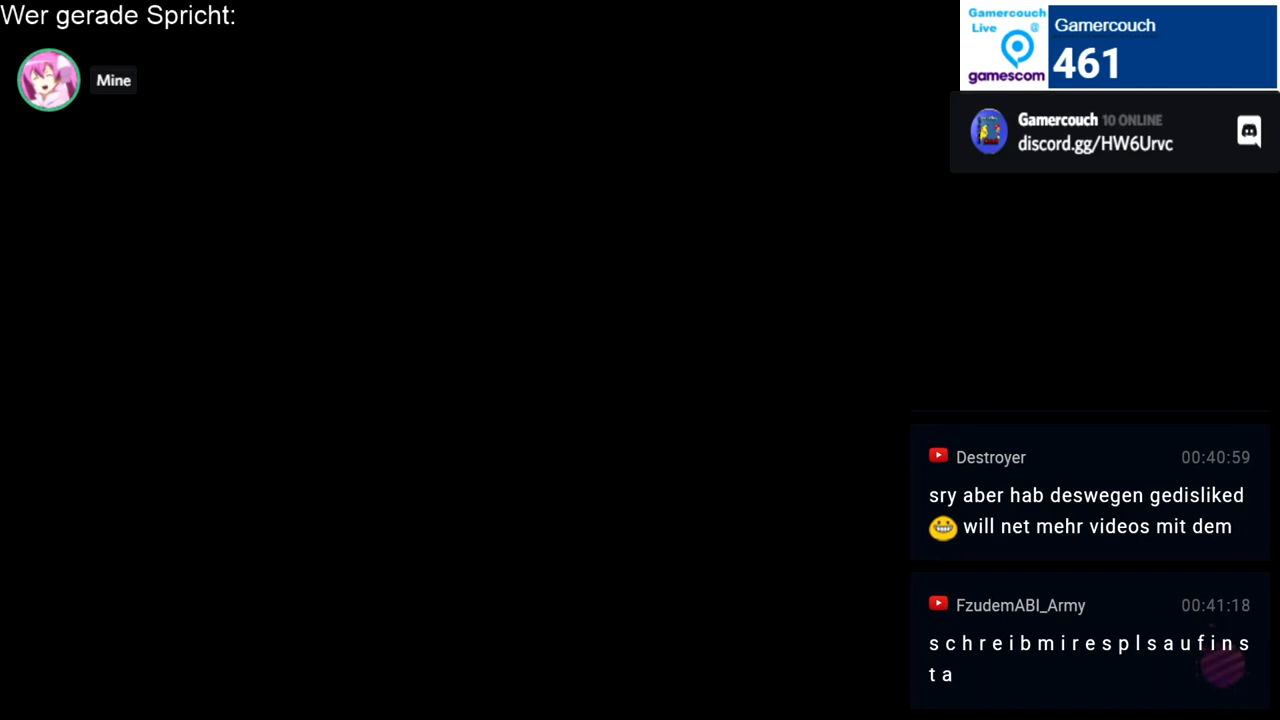 Wer gerade Spricht:
Mine
Gamercouch
Live @
gamescom
Gamercouch
461
Gamercouch 10 ONLINE
discord.gg/HW6Urvc
Destroyer 00:40:59
sry aber hab deswegen gedisliked
will net mehr videos mit dem
FzudemABI_Army 00:41:18
s c h r e i b m i r e s p l s a u f i n s
t a